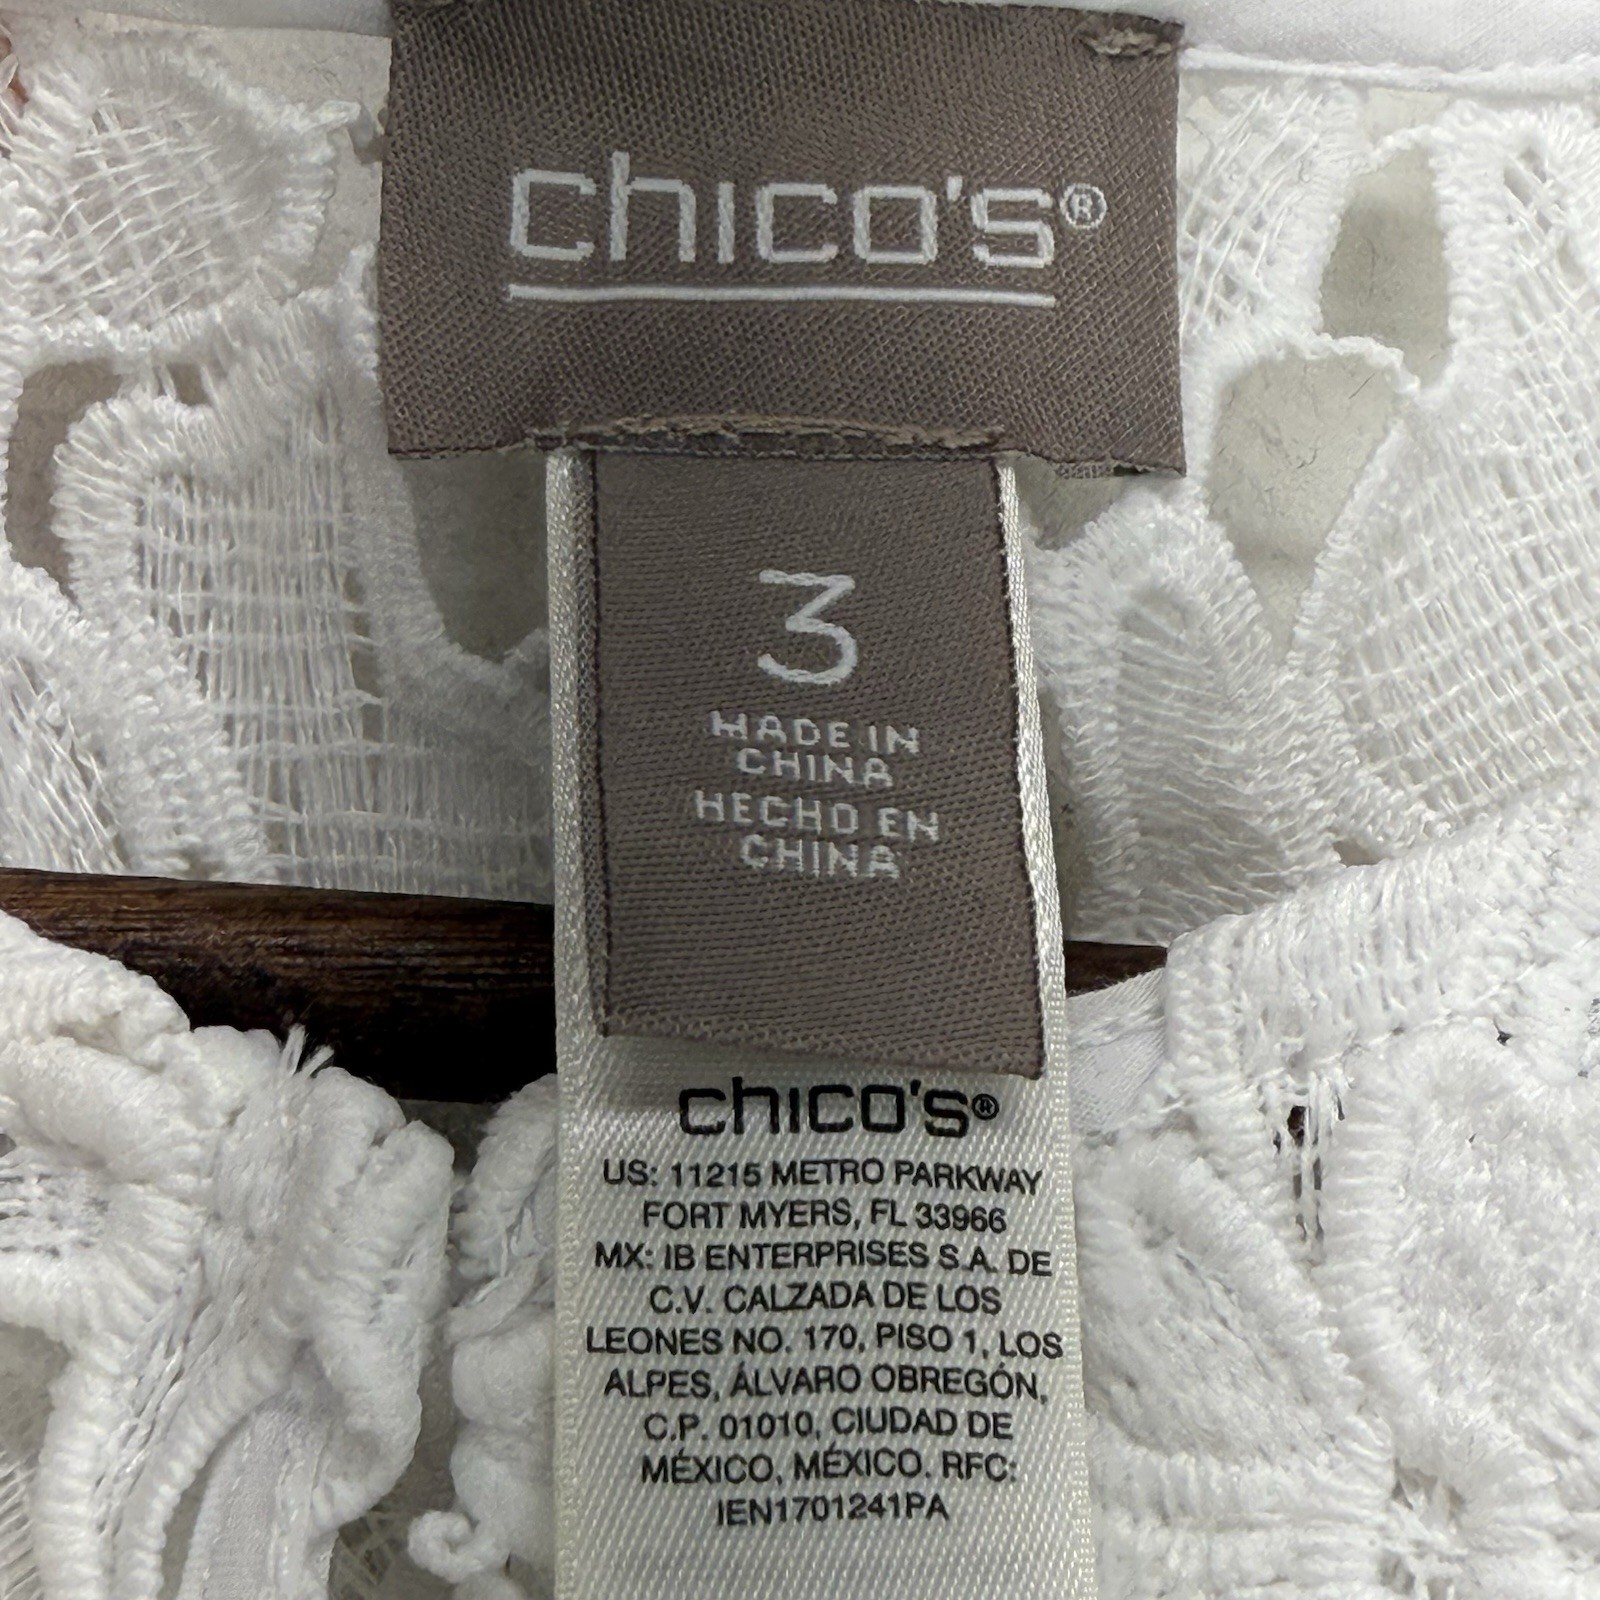 chico's®
3
MADE IN
CHINA
HECHO EN
CHINA
chico's®
US: 11215 METRO PARKWAY
FORT MYERS, FL 33966
MX: IB ENTERPRISES S.A. DE
C.V. CALZADA DE LOS
LEONES NO. 170, PISO 1, LOS
ALPES, ÁLVARO OBREGÓN,
C.P. 01010, CIUDAD DE
MÉXICO, MÉXICO. RFC:
IEN1701241PA